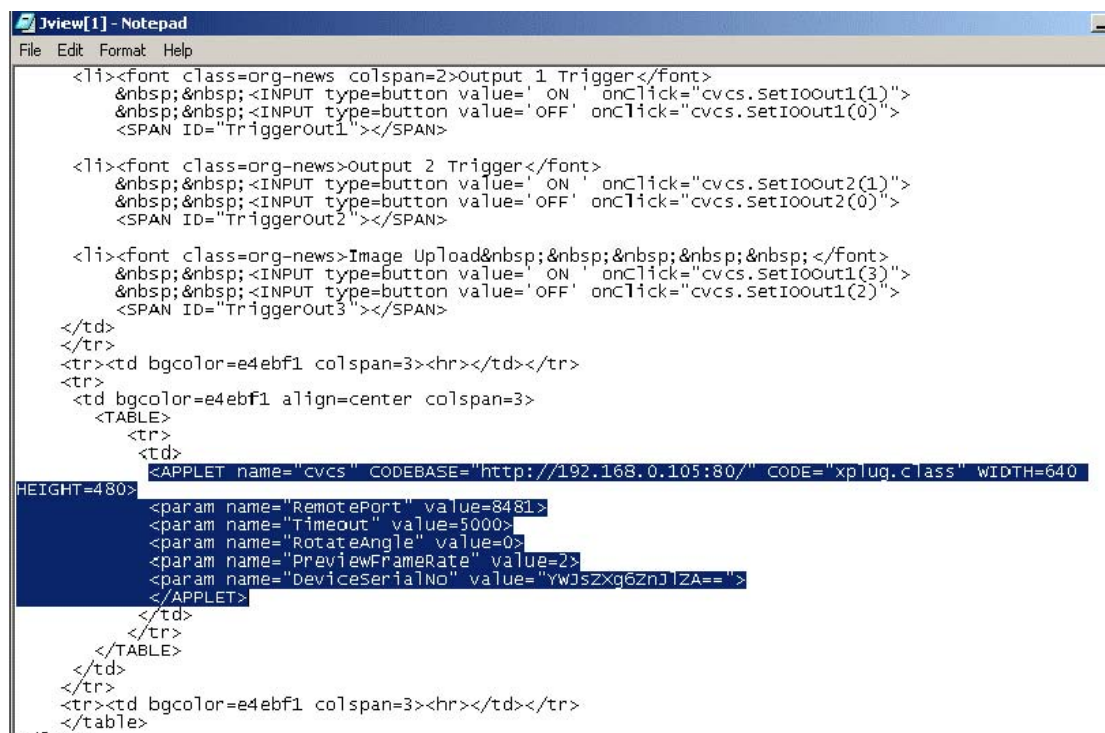 Jview[1] - Notepad
File Edit Format Help
<li><font class=org-news colspan=2>Output 1 Trigger</font>
&nbsp;&nbsp;<INPUT type=button value=' ON ' onClick="cvcs.SetIOOut1(1)">
&nbsp;&nbsp;<INPUT type=button value='OFF' onClick="cvcs.SetIOOut1(0)">
<SPAN ID="TriggerOut1"></SPAN>
<li><font class=org-news>Output 2 Trigger</font>
&nbsp;&nbsp;<INPUT type=button value=' ON ' onClick="cvcs.SetIOOut2(1)">
&nbsp;&nbsp;<INPUT type=button value='OFF' onClick="cvcs.SetIOOut2(0)">
<SPAN ID="TriggerOut2"></SPAN>
<li><font class=org-news>Image Upload&nbsp;&nbsp;&nbsp;&nbsp;&nbsp;</font>
&nbsp;&nbsp;<INPUT type=button value=' ON ' onClick="cvcs.SetIOOut1(3)">
&nbsp;&nbsp;<INPUT type=button value='OFF' onClick="cvcs.SetIOOut1(2)">
<SPAN ID="TriggerOut3"></SPAN>
</td>
</tr>
<tr><td bgcolor=e4ebf1 colspan=3><hr></td></tr>
<tr>
<td bgcolor=e4ebf1 align=center colspan=3>
<TABLE>
<tr>
<td>
<APPLET name="cvcs" CODEBASE="http://192.168.0.105:80/" CODE="xplug.class" WIDTH=640
HEIGHT=480>
<param name="RemotePort" value=8481>
<param name="Timeout" value=5000>
<param name="RotateAngle" value=0>
<param name="PreviewFrameRate" value=2>
<param name="DeviceSerialNo" value="YWJsZXg6ZnJlZA==">
</APPLET>
</td>
</tr>
</TABLE>
</td>
</tr>
<tr><td bgcolor=e4ebf1 colspan=3><hr></td></tr>
</table>